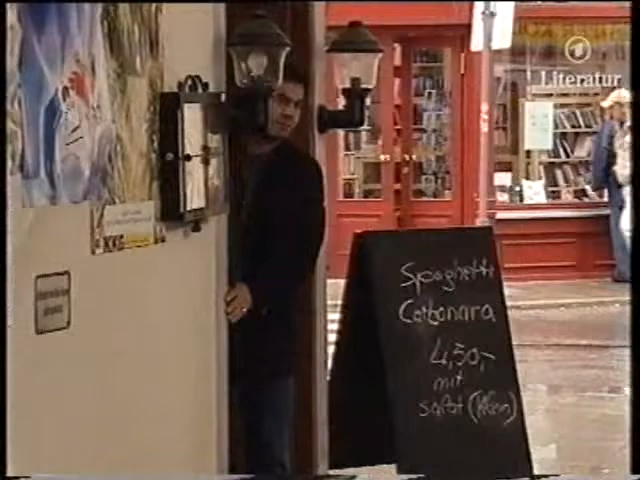 Literatur
Spaghetti
Carbonara
4,50,-
mit
salat (klein)